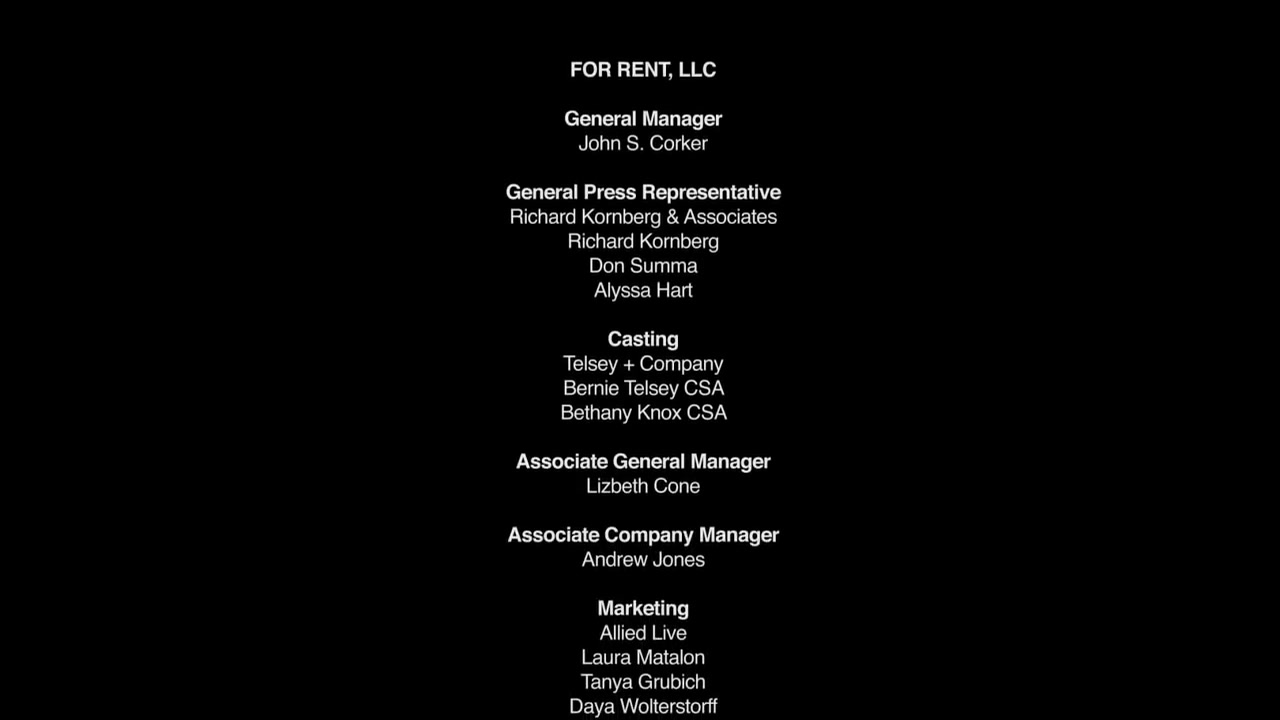 FOR RENT, LLC
General Manager
John S. Corker
General Press Representative
Richard Kornberg & Associates
Richard Kornberg
Don Summa
Alyssa Hart
Casting
Telsey + Company
Bernie Telsey CSA
Bethany Knox CSA
Associate General Manager
Lizbeth Cone
Associate Company Manager
Andrew Jones
Marketing
Allied Live
Laura Matalon
Tanya Grubich
Daya Wolterstorff